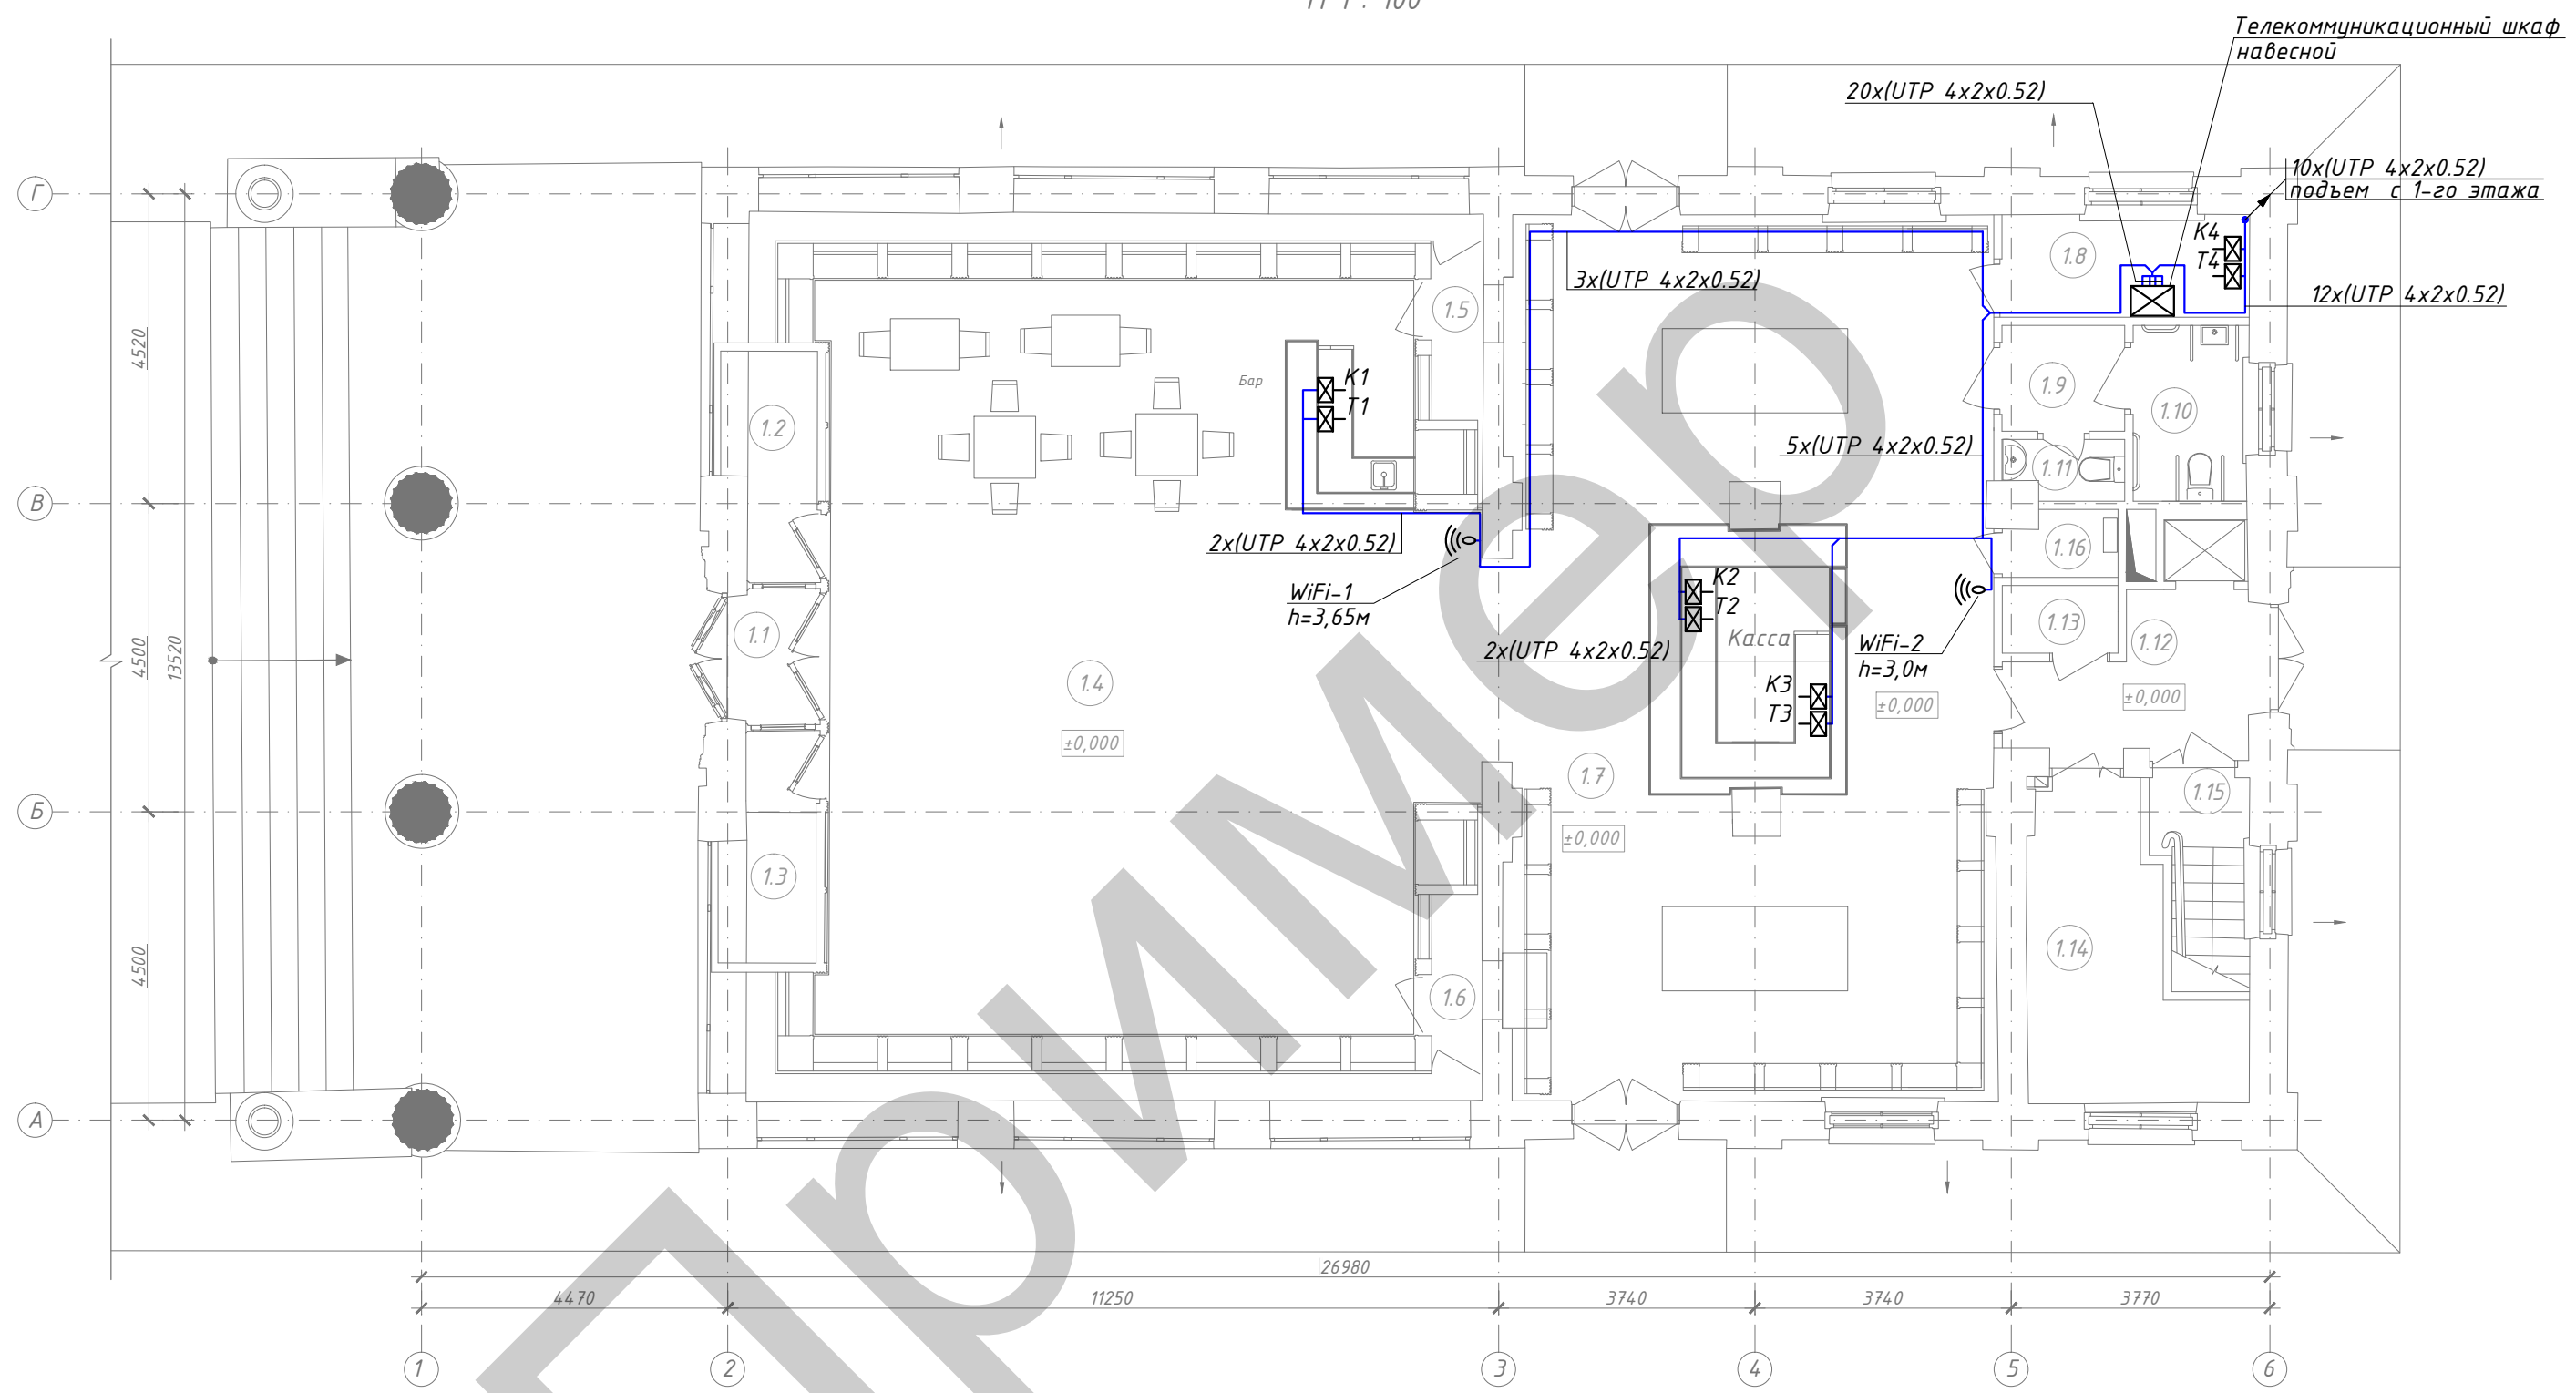 М 1 : 100
Телекоммуникационный шкаф
навесной
20x(UTP 4x2x0.52)
10x(UTP 4x2x0.52)
подъем с 1-го этажа
Г
К4
Т4
1.8
3x(UTP 4x2x0.52)
12x(UTP 4x2x0.52)
1.5
4520
1.9
Бар
К1
Т1
1.2
1.10
5x(UTP 4x2x0.52)
1.11
В
2x(UTP 4x2x0.52)
1.16
WiFi-1
h=3,65м
К2
Т2
1.13
1.1
Касса
WiFi-2
h=3,0м
1.12
2x(UTP 4x2x0.52)
4500
13520
1.4
К3
Т3
±0,000
±0,000
±0,000
1.7
1.15
Б
±0,000
1.3
1.14
4500
1.6
А
Пример
26980
4470
11250
3740
3740
3770
1
2
3
4
5
6